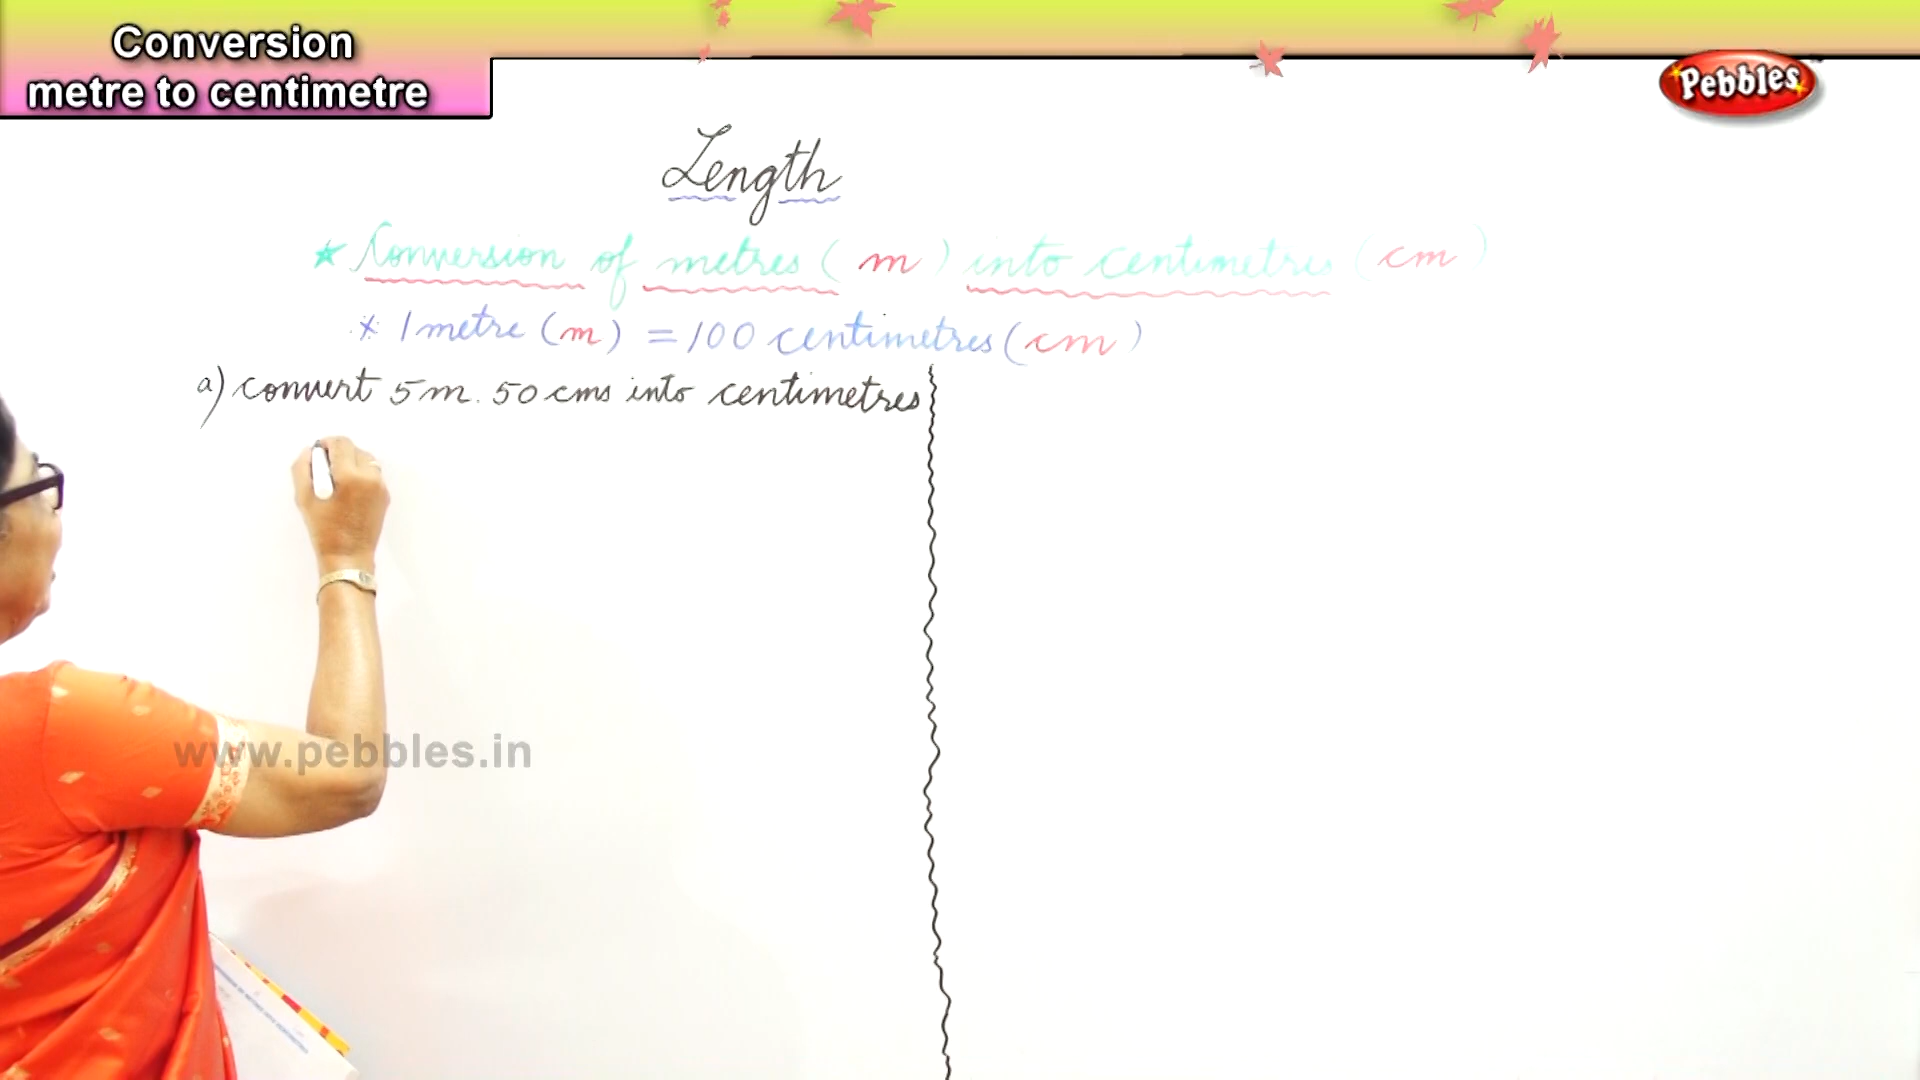 Conversion
metre to centimetre
Pebbles
Length
* Conversion of metres (m) into centimetres (cm)
* 1 metre (m) = 100 centimetres (cm)
a) convert 5 m. 50 cms into centimetres
www.pebbles.in